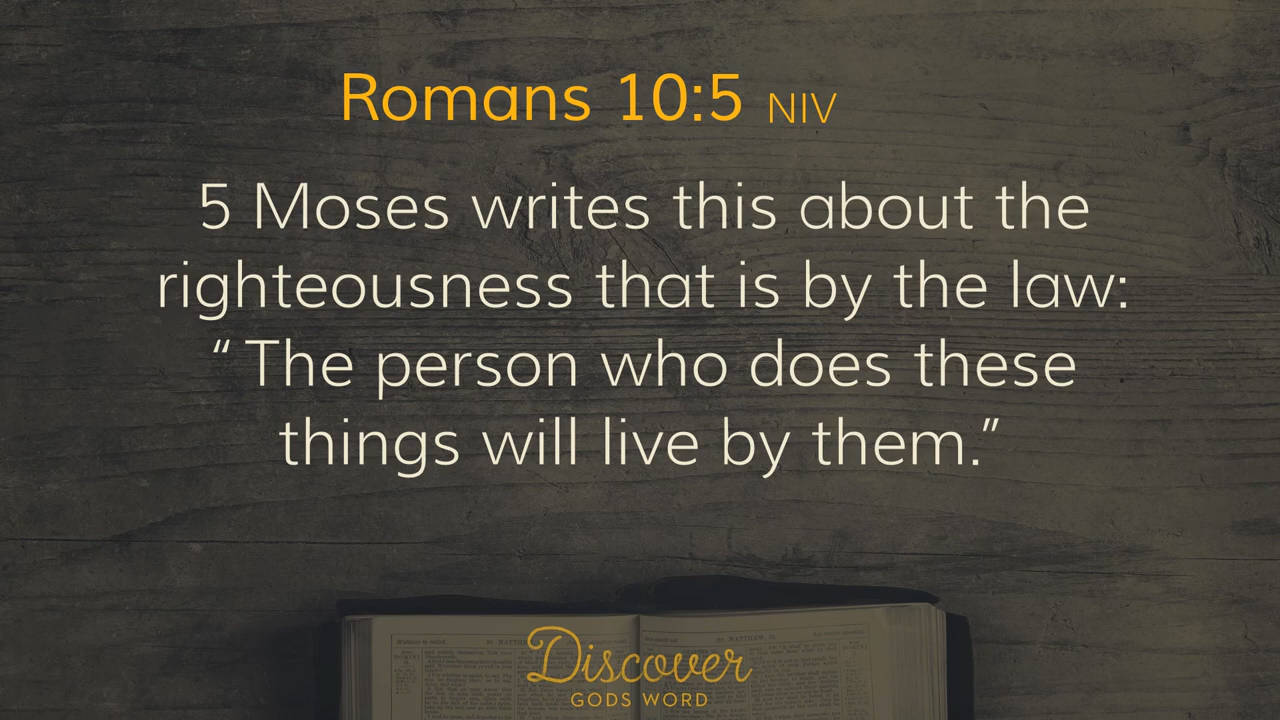 Romans 10:5 NIV
5 Moses writes this about the
righteousness that is by the law:
“ The person who does these
things will live by them.”
Discover
GODS WORD